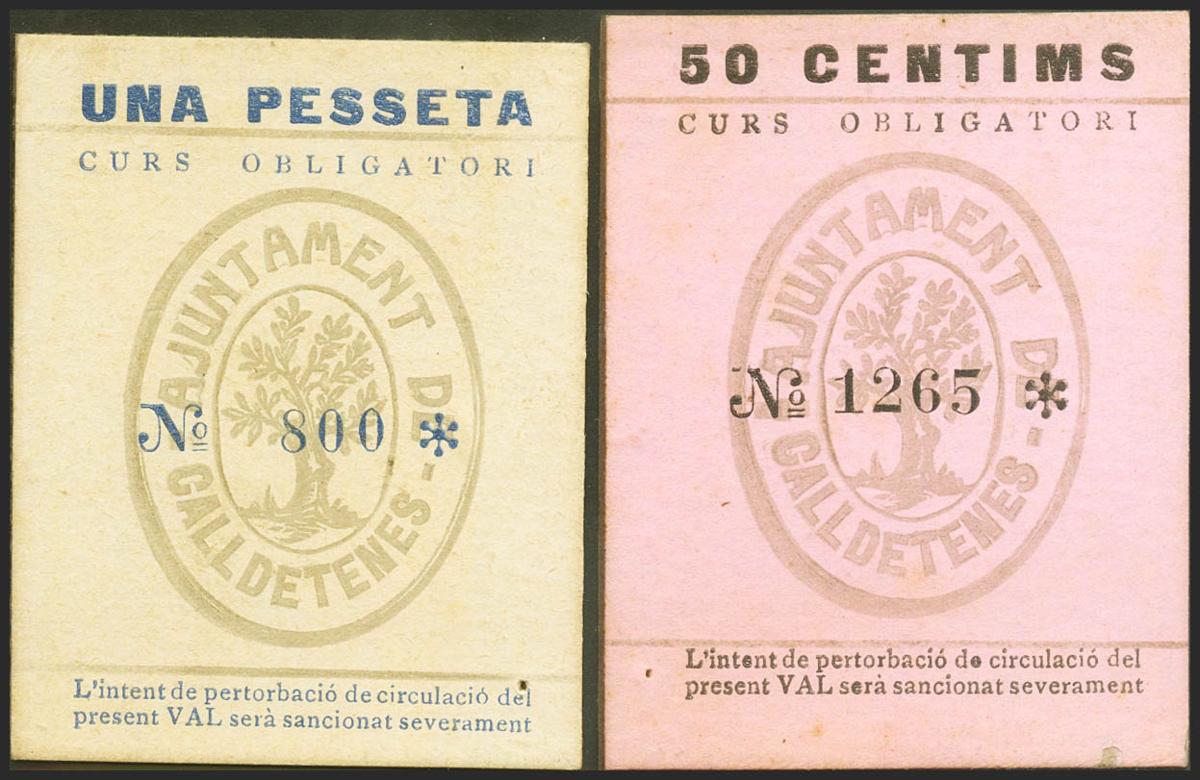 UNA PESSETA
CURS OBLIGATORI
AJUNTAMENT DE
CALLDETENES-
Nº 800 *
L'intent de pertorbació de circulació del
present VAL serà sancionat severament
50 CENTIMS
CURS OBLIGATORI
AJUNTAMENT DE
CALLDETENES-
Nº 1265 *
L'intent de pertorbació de circulació del
present VAL serà sancionat severament